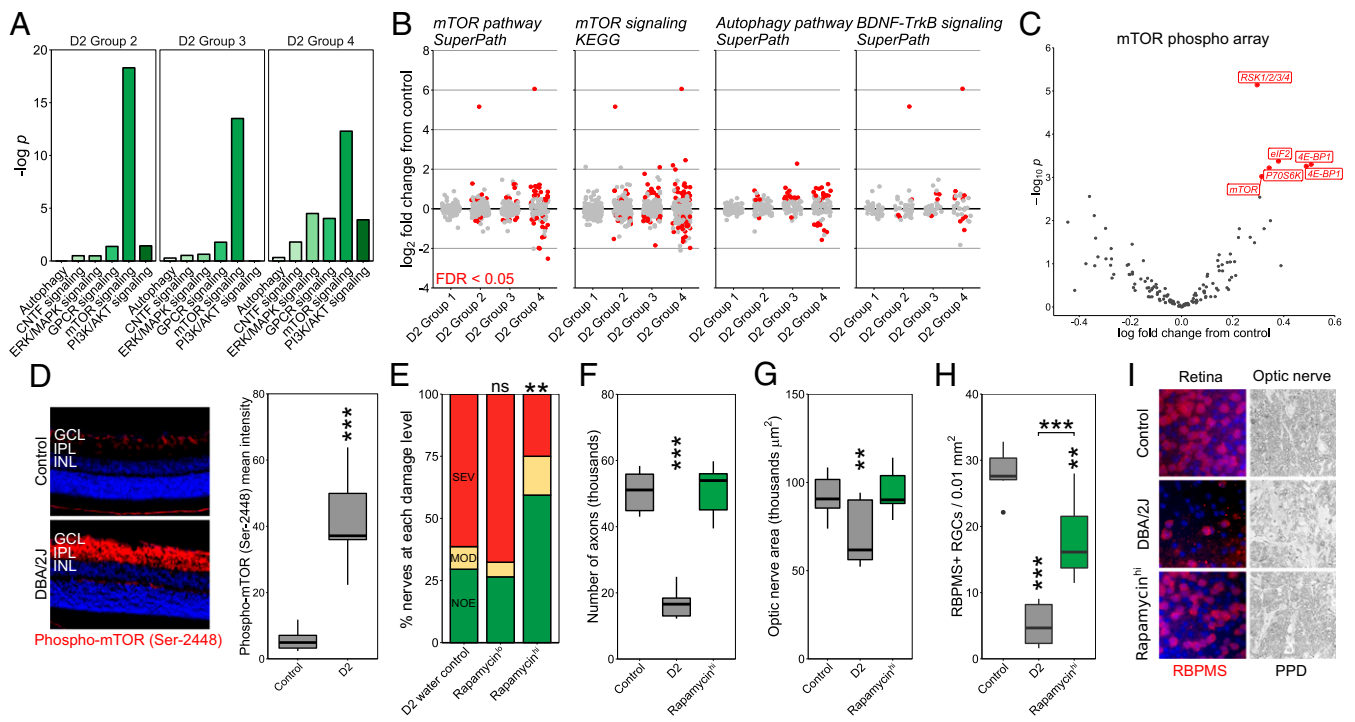 A
D2 Group 2
D2 Group 3
D2 Group 4
-log p
20
15
10
5
0
Autophagy
CNTF signaling
ERK/MAPK signaling
GPCR signaling
mTOR signaling
PI3K/AKT signaling
Autophagy
CNTF signaling
ERK/MAPK signaling
GPCR signaling
mTOR signaling
PI3K/AKT signaling
Autophagy
CNTF signaling
ERK/MAPK signaling
GPCR signaling
mTOR signaling
PI3K/AKT signaling
B
mTOR pathway
SuperPath
mTOR signaling
KEGG
Autophagy pathway
SuperPath
BDNF-TrkB signaling
SuperPath
log2 fold change from control
8
6
4
2
0
-2
-4
FDR < 0.05
D2 Group 1
D2 Group 2
D2 Group 3
D2 Group 4
D2 Group 1
D2 Group 2
D2 Group 3
D2 Group 4
D2 Group 1
D2 Group 2
D2 Group 3
D2 Group 4
D2 Group 1
D2 Group 2
D2 Group 3
D2 Group 4
C
mTOR phospho array
−log10 p
6
5
4
3
2
1
0
RSK1/2/3/4
eIF2
4E-BP1
P70S6K
4E-BP1
mTOR
-0.4
-0.2
0.0
0.2
0.4
0.6
log fold change from control
D
Control
GCL
IPL
INL
DBA/2J
GCL
IPL
INL
Phospho-mTOR (Ser-2448)
Phospho-mTOR (Ser-2448) mean intensity
80
60
40
20
0
***
Control
D2
E
% nerves at each damage level
100
75
50
25
0
ns
**
SEV
MOD
NOE
D2 water control
Rapamycinlo
Rapamycinhi
F
Number of axons (thousands)
80
60
40
20
0
***
Control
D2
Rapamycinhi
G
Optic nerve area (thousands µm2)
150
100
50
0
**
Control
D2
Rapamycinhi
H
RBPMS+ RGCs / 0.01 mm2
40
30
20
10
0
***
***
**
Control
D2
Rapamycinhi
I
Retina
Optic nerve
Control
DBA/2J
Rapamycinhi
RBPMS
PPD